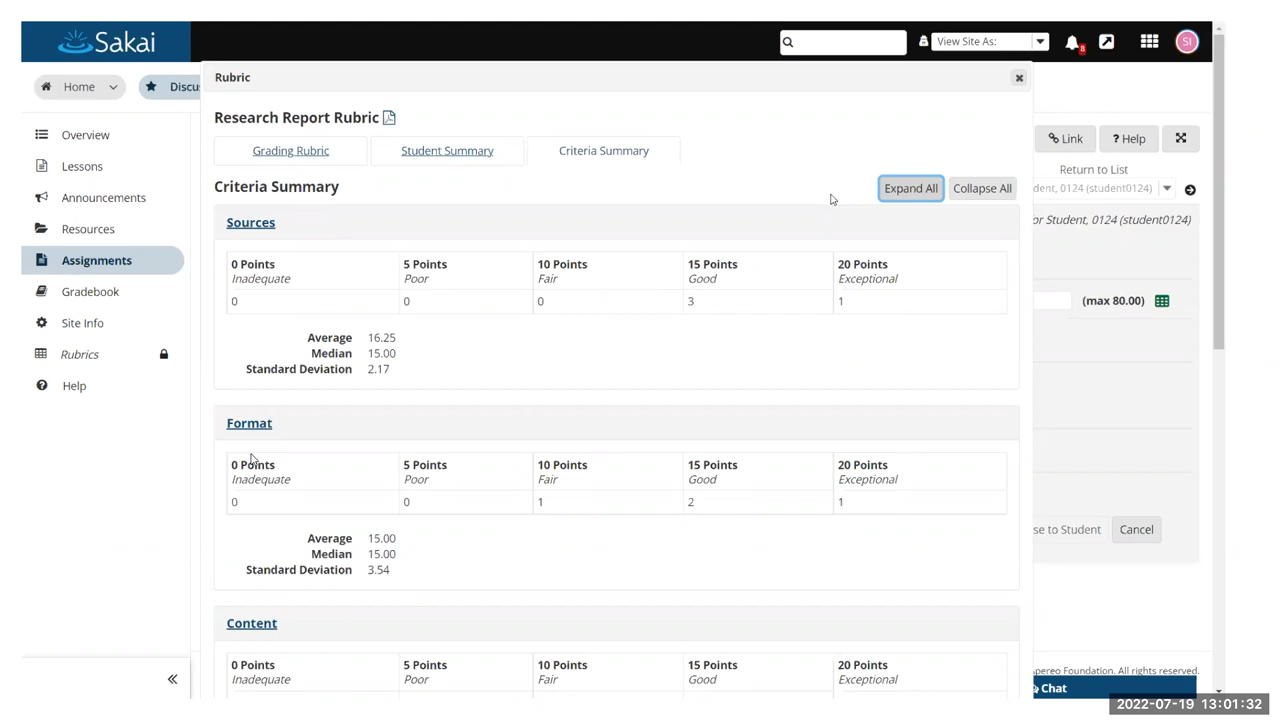 Sakai
View Site As:
8
SI
Home
Discu
Rubric
Overview
Lessons
Announcements
Resources
Assignments
Gradebook
Site Info
Rubrics
Help
Research Report Rubric
Grading Rubric
Student Summary
Criteria Summary
Criteria Summary
Expand All
Collapse All
Sources
0 Points 5 Points 10 Points 15 Points 20 Points
Inadequate Poor Fair Good Exceptional
0 0 0 3 1
Average 16.25
Median 15.00
Standard Deviation 2.17
Format
0 Points 5 Points 10 Points 15 Points 20 Points
Inadequate Poor Fair Good Exceptional
0 0 1 2 1
Average 15.00
Median 15.00
Standard Deviation 3.54
Content
0 Points 5 Points 10 Points 15 Points 20 Points
Inadequate Poor Fair Good Exceptional
Link
? Help
Return to List
dent, 0124 (student0124)
or Student, 0124 (student0124)
(max 80.00)
se to Student
Cancel
Apereo Foundation. All rights reserved.
Chat
2022-07-19 13:01:32